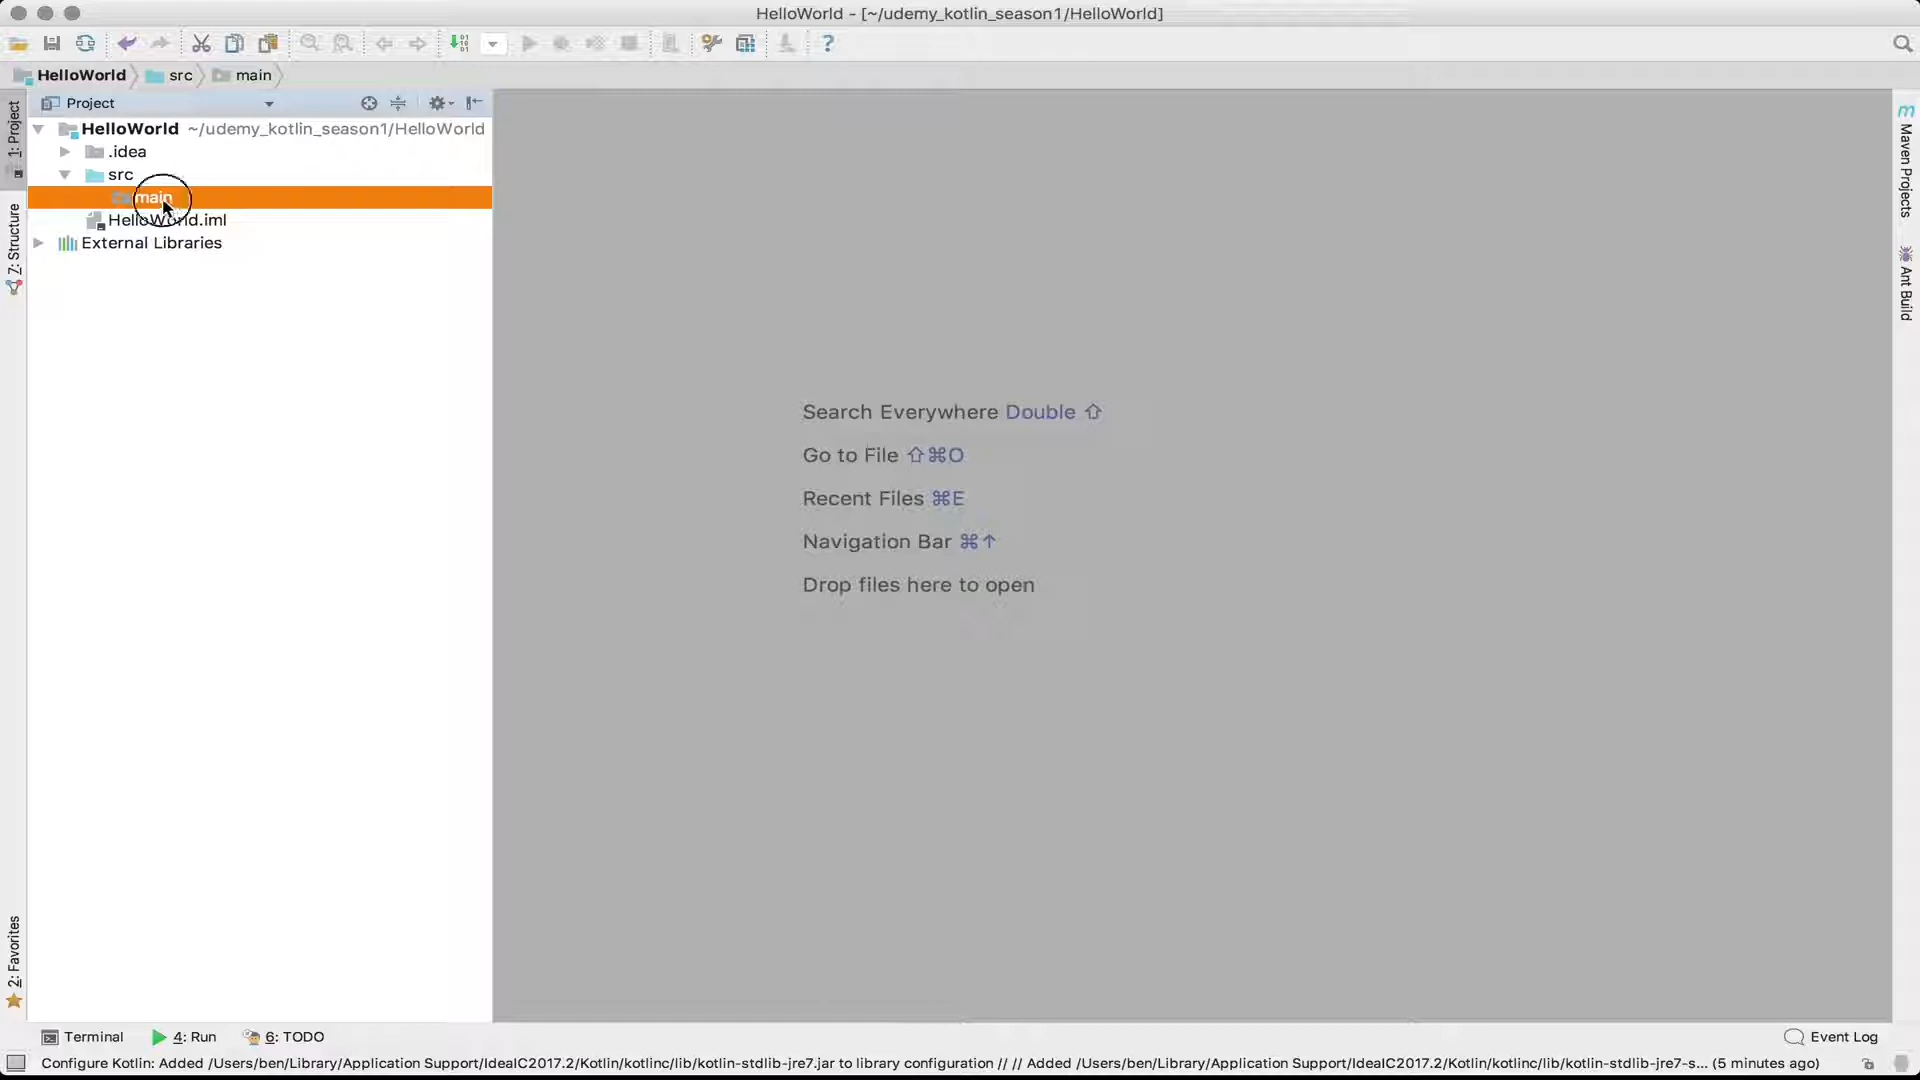 HelloWorld - [~/udemy_kotlin_season1/HelloWorld]
HelloWorld src main
Project
HelloWorld ~/udemy_kotlin_season1/HelloWorld
.idea
src
main
HelloWorld.iml
External Libraries
1: Project
Z: Structure
2: Favorites
Search Everywhere Double ⇧
Go to File ⇧⌘O
Recent Files ⌘E
Navigation Bar ⌘↑
Drop files here to open
m
Maven Projects
Ant Build
Terminal 4: Run 6: TODO Event Log
Configure Kotlin: Added /Users/ben/Library/Application Support/IdeaIC2017.2/Kotlin/kotlinc/lib/kotlin-stdlib-jre7.jar to library configuration // // Added /Users/ben/Library/Application Support/IdeaIC2017.2/Kotlin/kotlinc/lib/kotlin-stdlib-jre7-s... (5 minutes ago)